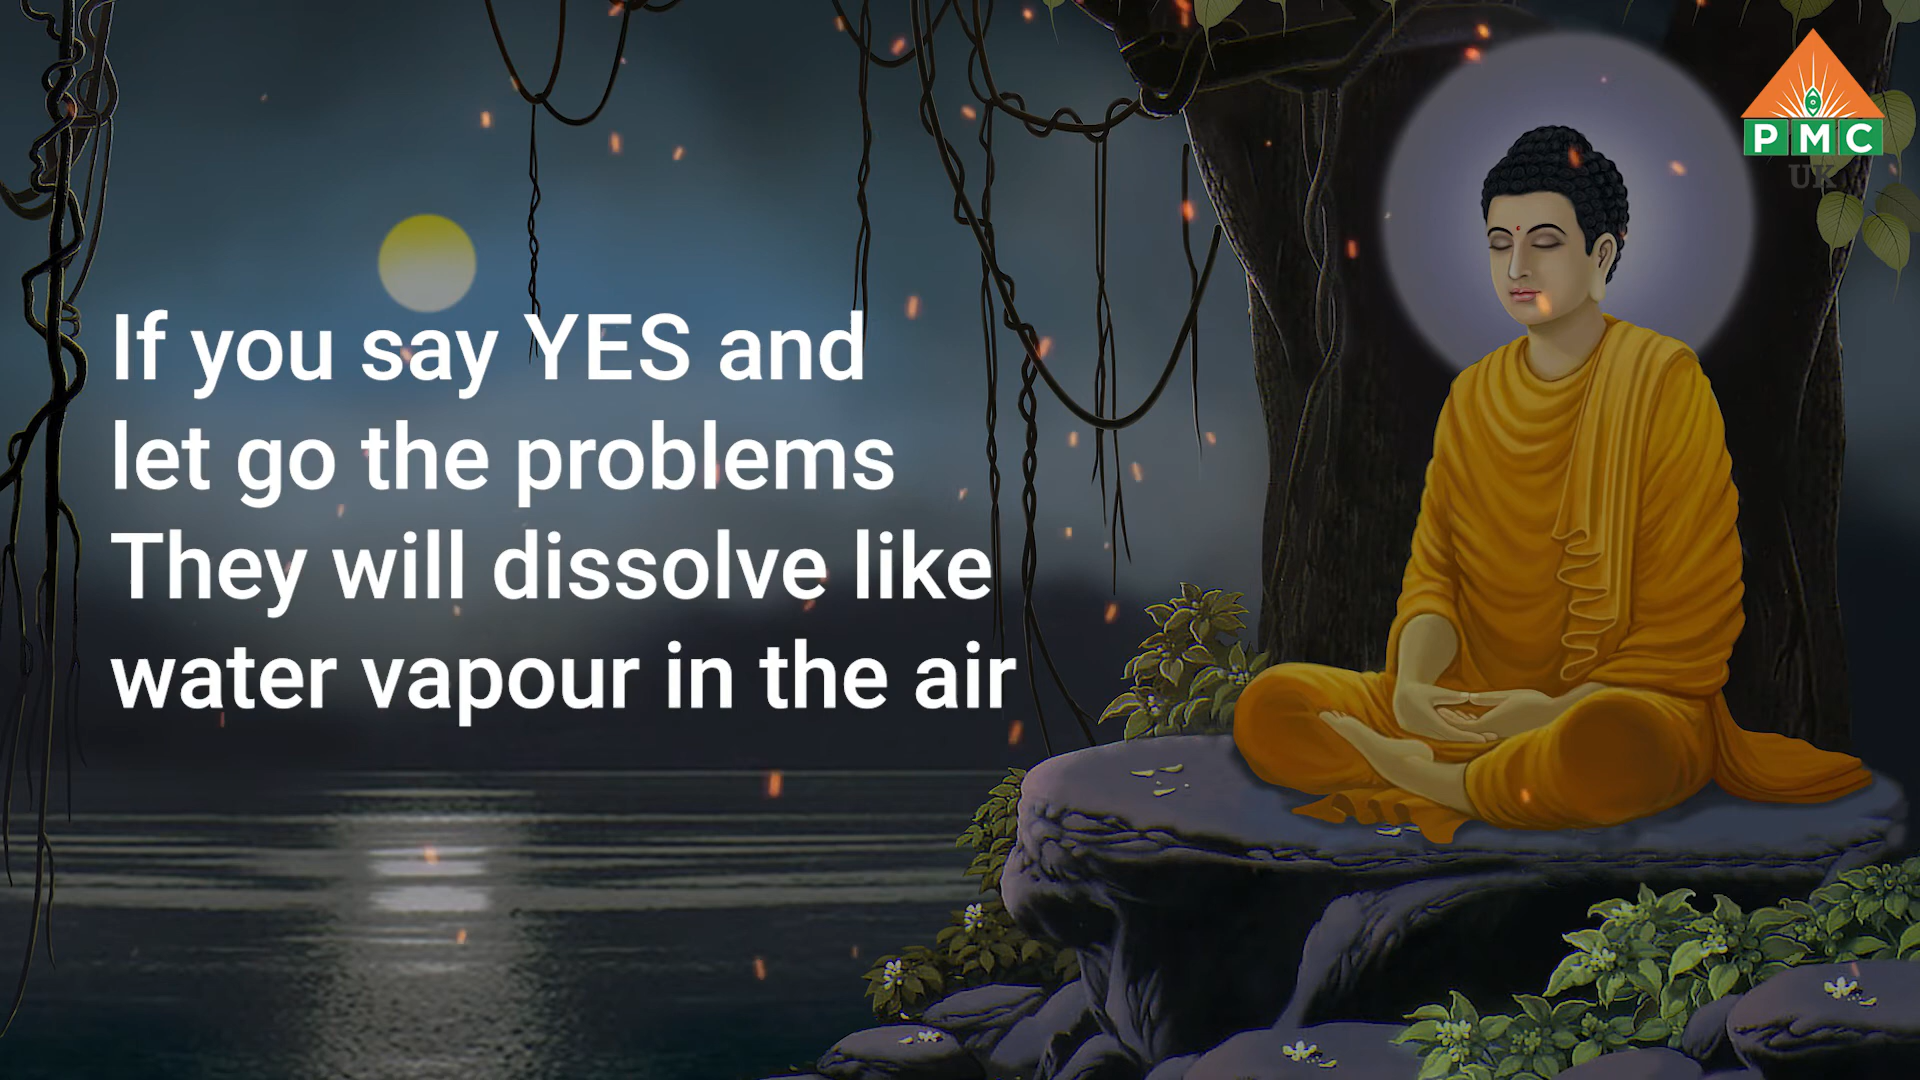 PMC
UK
If you say YES and
let go the problems
They will dissolve like
water vapour in the air